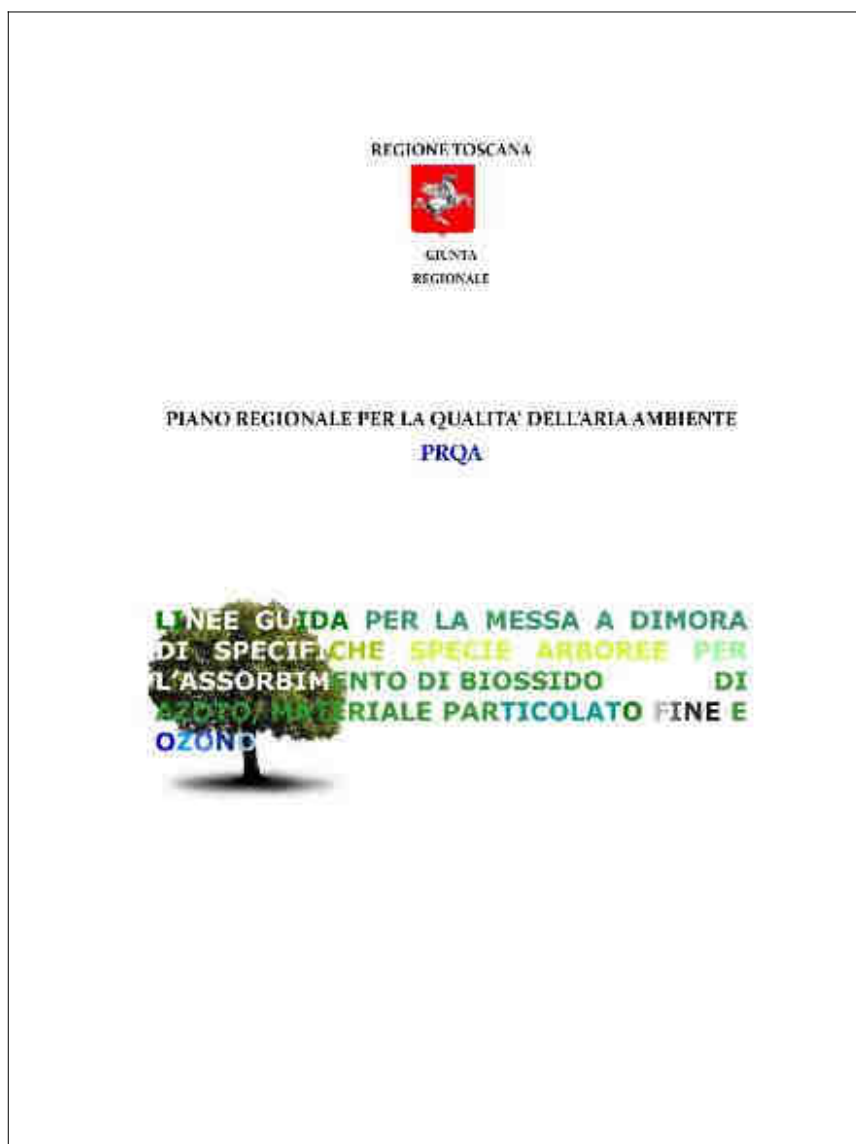 REGIONE TOSCANA
GIUNTA
REGIONALE
PIANO REGIONALE PER LA QUALITA' DELL'ARIA AMBIENTE
PRQA
LINEE GUIDA PER LA MESSA A DIMORA
DI SPECIFICHE SPECIE ARBOREE PER
L'ASSORBIMENTO DI BIOSSIDO DI
AZOTO, MATERIALE PARTICOLATO FINE E
OZONO